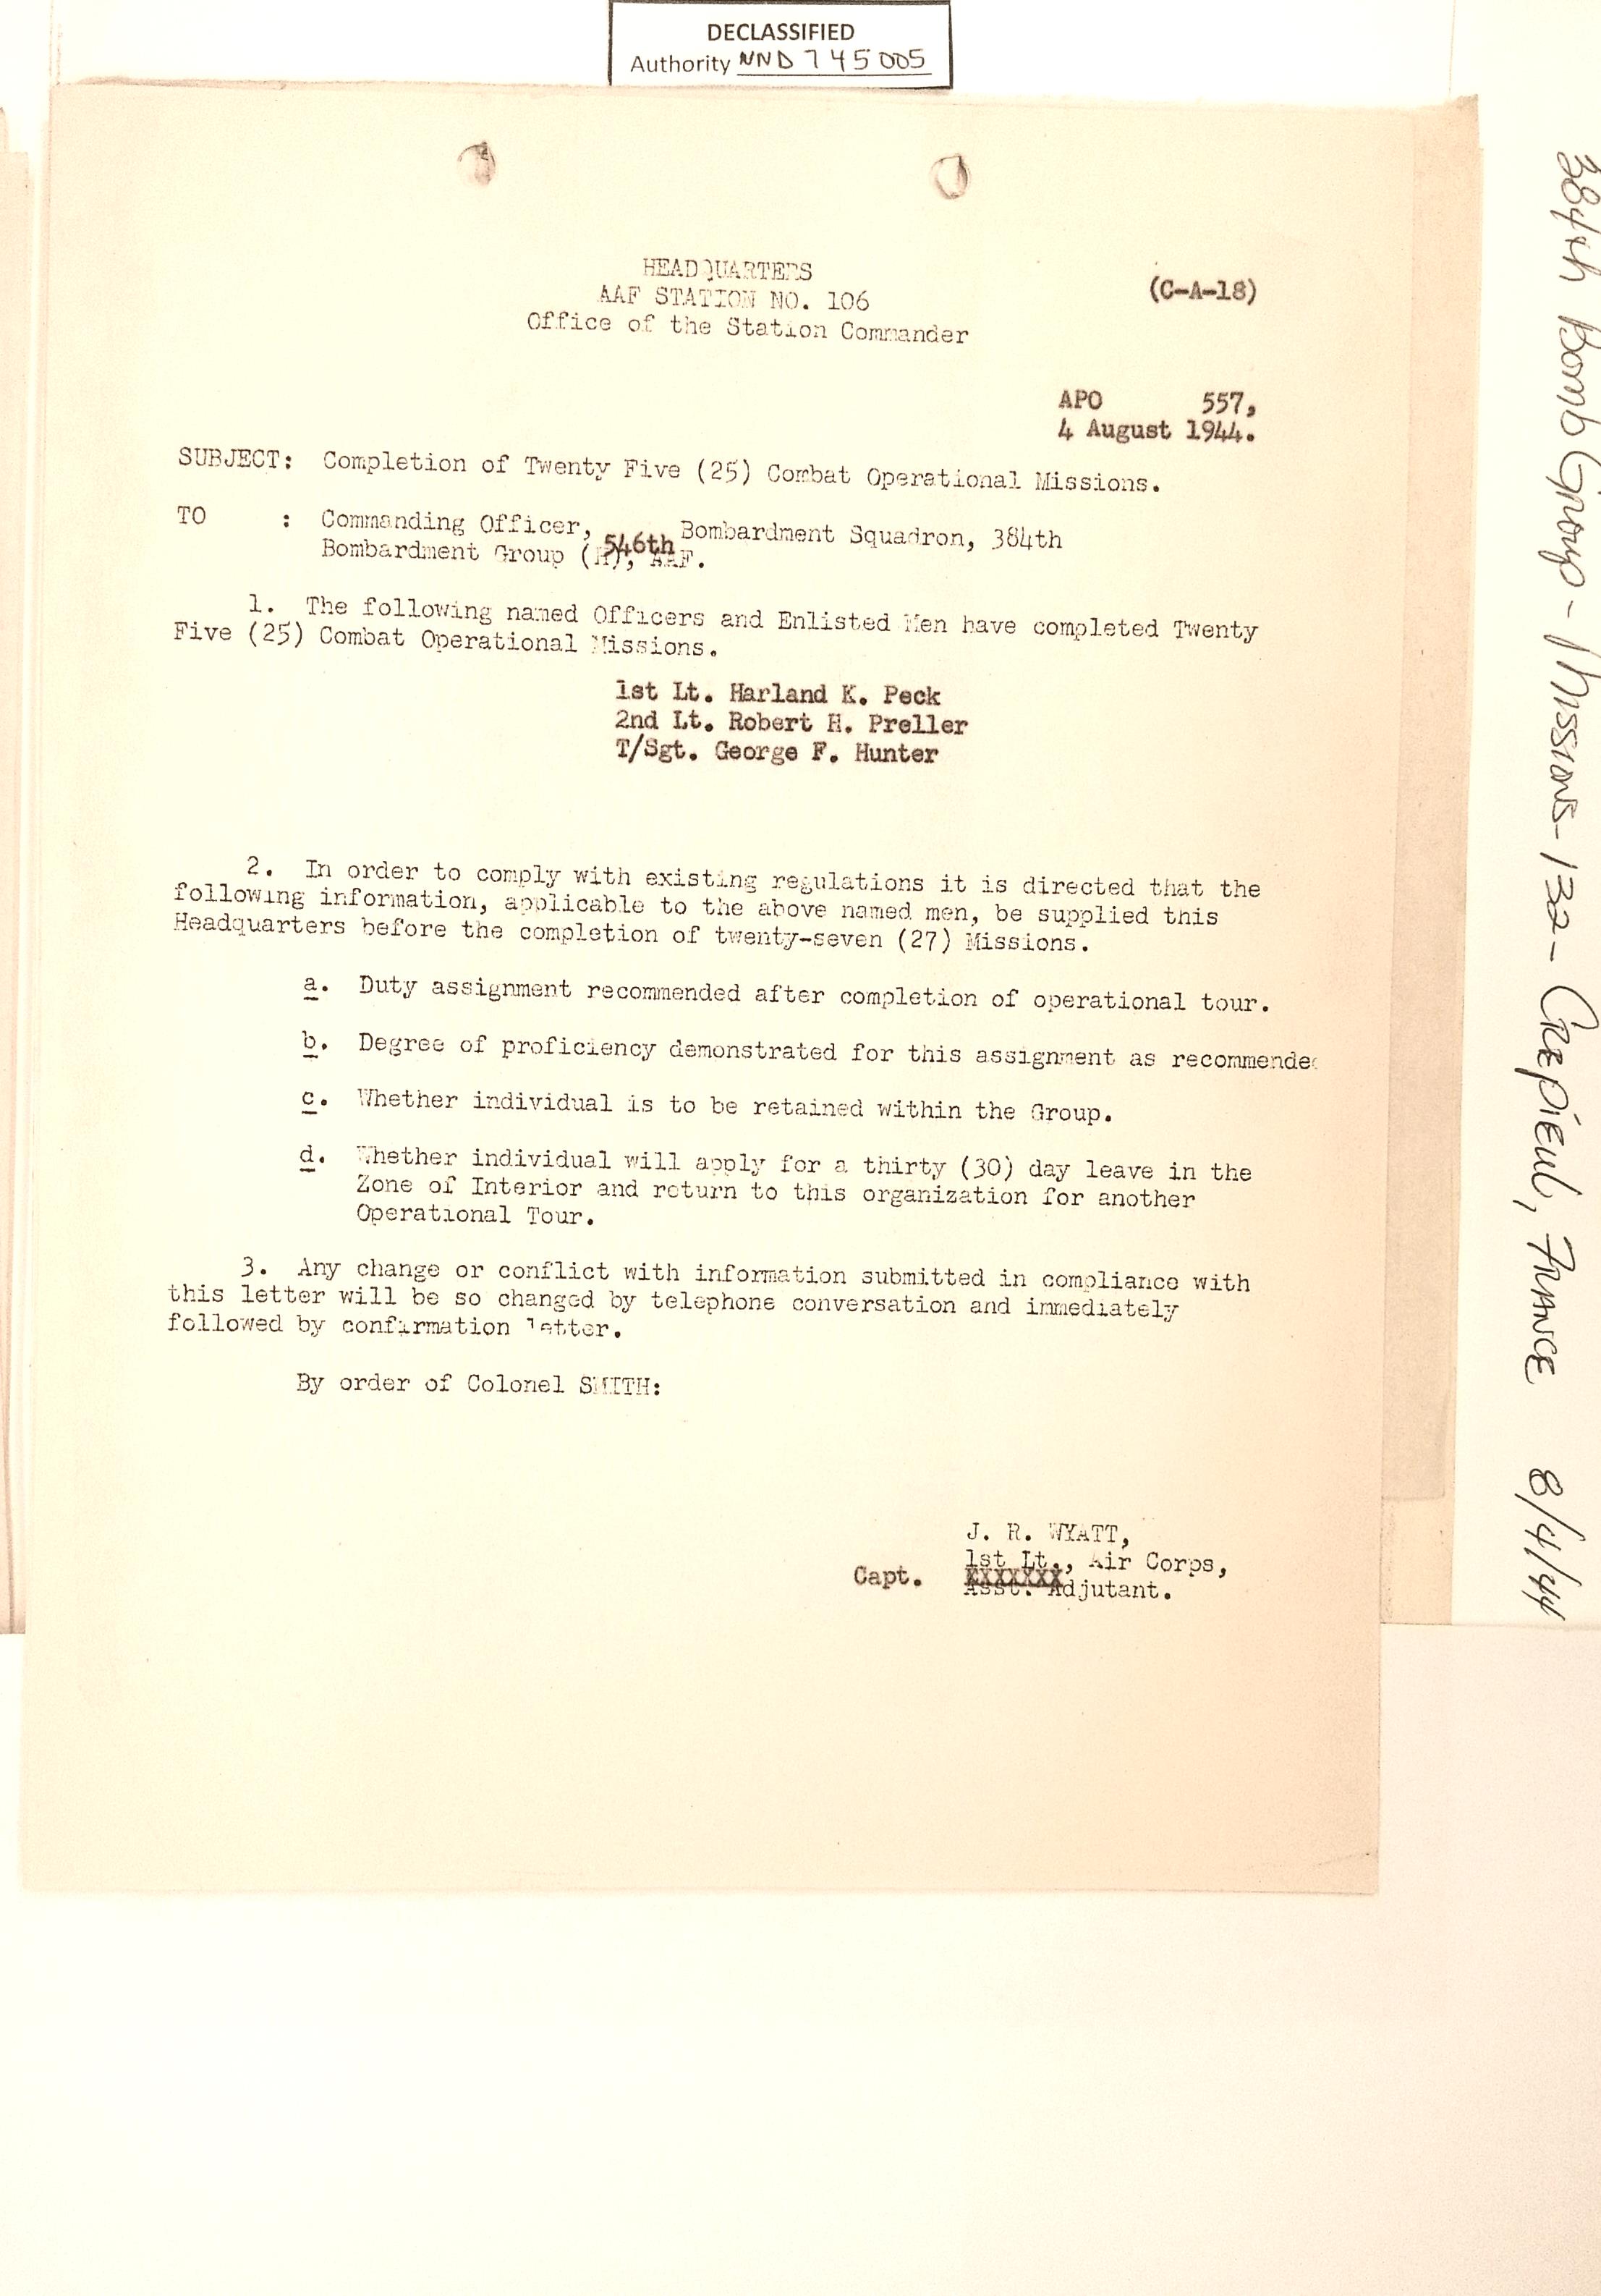 DECLASSIFIED
Authority NND 745005
HEADQUARTERS
AAF STATION NO. 106
(C-A-18)
Office of the Station Commander
APO 557,
4 August 1944.
SUBJECT: Completion of Twenty Five (25) Combat Operational Missions.
TO : Commanding Officer, 546th Bombardment Squadron, 384th
Bombardment Group (H), AAF.
1. The following named Officers and Enlisted Men have completed Twenty
Five (25) Combat Operational Missions.
1st Lt. Harland K. Peck
2nd Lt. Robert H. Preller
T/Sgt. George F. Hunter
2. In order to comply with existing regulations it is directed that the
following information, applicable to the above named men, be supplied this
Headquarters before the completion of twenty-seven (27) Missions.
a. Duty assignment recommended after completion of operational tour.
b. Degree of proficiency demonstrated for this assignment as recommended
c. Whether individual is to be retained within the Group.
d. Whether individual will apply for a thirty (30) day leave in the
Zone of Interior and return to this organization for another
Operational Tour.
3. Any change or conflict with information submitted in compliance with
this letter will be so changed by telephone conversation and immediately
followed by confirmation letter.
By order of Colonel SMITH:
J. R. WYATT,
1st Lt., Air Corps,
Capt. XXXXXXX
Asst. Adjutant.
384th Bomb Group - Missions - 132 - Crepieul, France 8/4/44